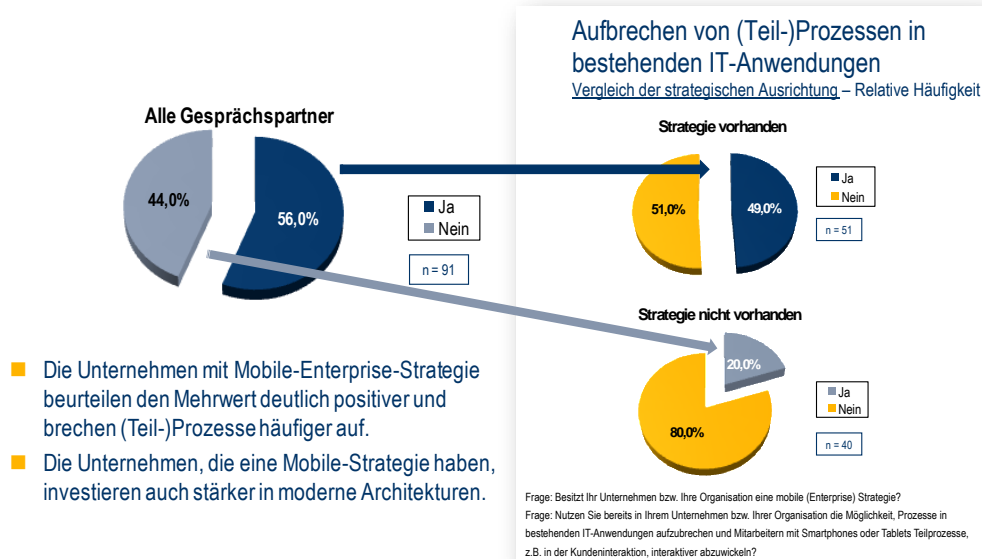 Aufbrechen von (Teil-)Prozessen in
bestehenden IT-Anwendungen
Vergleich der strategischen Ausrichtung – Relative Häufigkeit
Alle Gesprächspartner
44,0%
56,0%
Ja
Nein
n = 91
Strategie vorhanden
51,0%
49,0%
Ja
Nein
n = 51
Strategie nicht vorhanden
20,0%
80,0%
Ja
Nein
n = 40
Die Unternehmen mit Mobile-Enterprise-Strategie
beurteilen den Mehrwert deutlich positiver und
brechen (Teil-)Prozesse häufiger auf.
Die Unternehmen, die eine Mobile-Strategie haben,
investieren auch stärker in moderne Architekturen.
Frage: Besitzt Ihr Unternehmen bzw. Ihre Organisation eine mobile (Enterprise) Strategie?
Frage: Nutzen Sie bereits in Ihrem Unternehmen bzw. Ihrer Organisation die Möglichkeit, Prozesse in
bestehenden IT-Anwendungen aufzubrechen und Mitarbeitern mit Smartphones oder Tablets Teilprozesse,
z.B. in der Kundeninteraktion, interaktiver abzuwickeln?